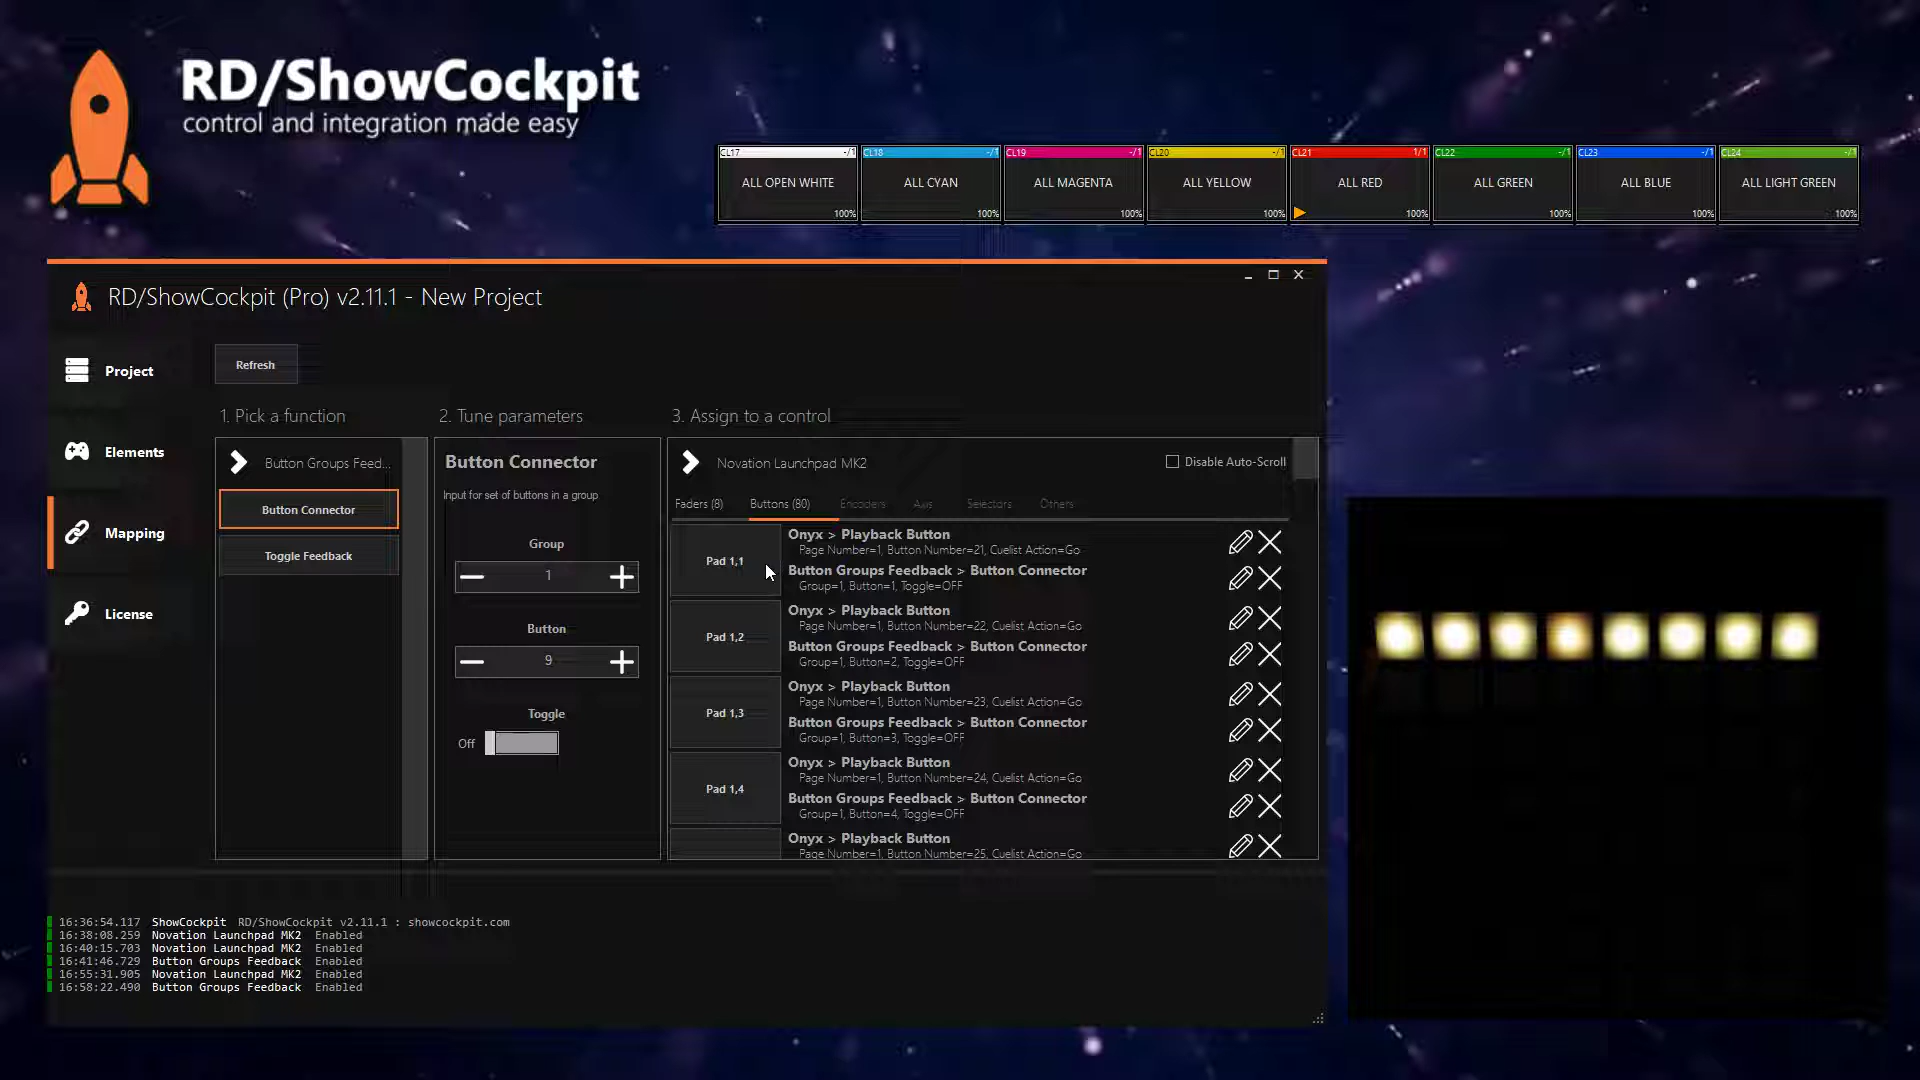 RD/ShowCockpit
control and integration made easy
CL17 -/1
ALL OPEN WHITE
100%
CL18 -/1
ALL CYAN
100%
CL19 -/1
ALL MAGENTA
100%
CL20 -/1
ALL YELLOW
100%
CL21 1/1
ALL RED
100%
CL22 -/1
ALL GREEN
100%
CL23 -/1
ALL BLUE
100%
CL24 -/1
ALL LIGHT GREEN
100%
RD/ShowCockpit (Pro) v2.11.1 - New Project
Project
Elements
Mapping
License
Refresh
1. Pick a function
Button Groups Feed...
Button Connector
Toggle Feedback
2. Tune parameters
Button Connector
Input for set of buttons in a group
Group
1
Button
9
Toggle
Off
3. Assign to a control
Novation Launchpad MK2
Disable Auto-Scroll
Faders (8) Buttons (80) Encoders Axis Selectors Others
Pad 1,1
Onyx > Playback Button
Page Number=1, Button Number=21, Cuelist Action=Go
Button Groups Feedback > Button Connector
Group=1, Button=1, Toggle=OFF
Pad 1,2
Onyx > Playback Button
Page Number=1, Button Number=22, Cuelist Action=Go
Button Groups Feedback > Button Connector
Group=1, Button=2, Toggle=OFF
Pad 1,3
Onyx > Playback Button
Page Number=1, Button Number=23, Cuelist Action=Go
Button Groups Feedback > Button Connector
Group=1, Button=3, Toggle=OFF
Pad 1,4
Onyx > Playback Button
Page Number=1, Button Number=24, Cuelist Action=Go
Button Groups Feedback > Button Connector
Group=1, Button=4, Toggle=OFF
Onyx > Playback Button
Page Number=1, Button Number=25, Cuelist Action=Go
16:36:54.117 ShowCockpit RD/ShowCockpit v2.11.1 : showcockpit.com
16:38:08.259 Novation Launchpad MK2 Enabled
16:40:15.703 Novation Launchpad MK2 Enabled
16:41:46.729 Button Groups Feedback Enabled
16:55:31.905 Novation Launchpad MK2 Enabled
16:58:22.490 Button Groups Feedback Enabled